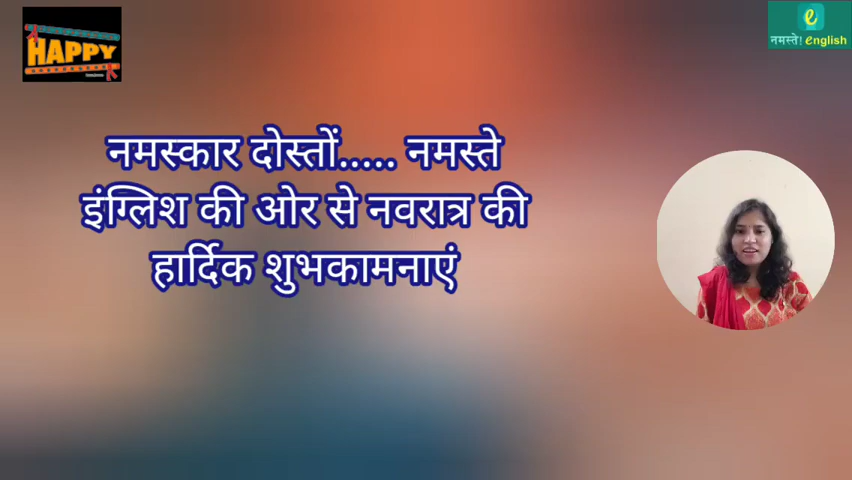 HAPPY
e
नमस्ते! english
नमस्कार दोस्तों..... नमस्ते
इंग्लिश की ओर से नवरात्र की
हार्दिक शुभकामनाएं